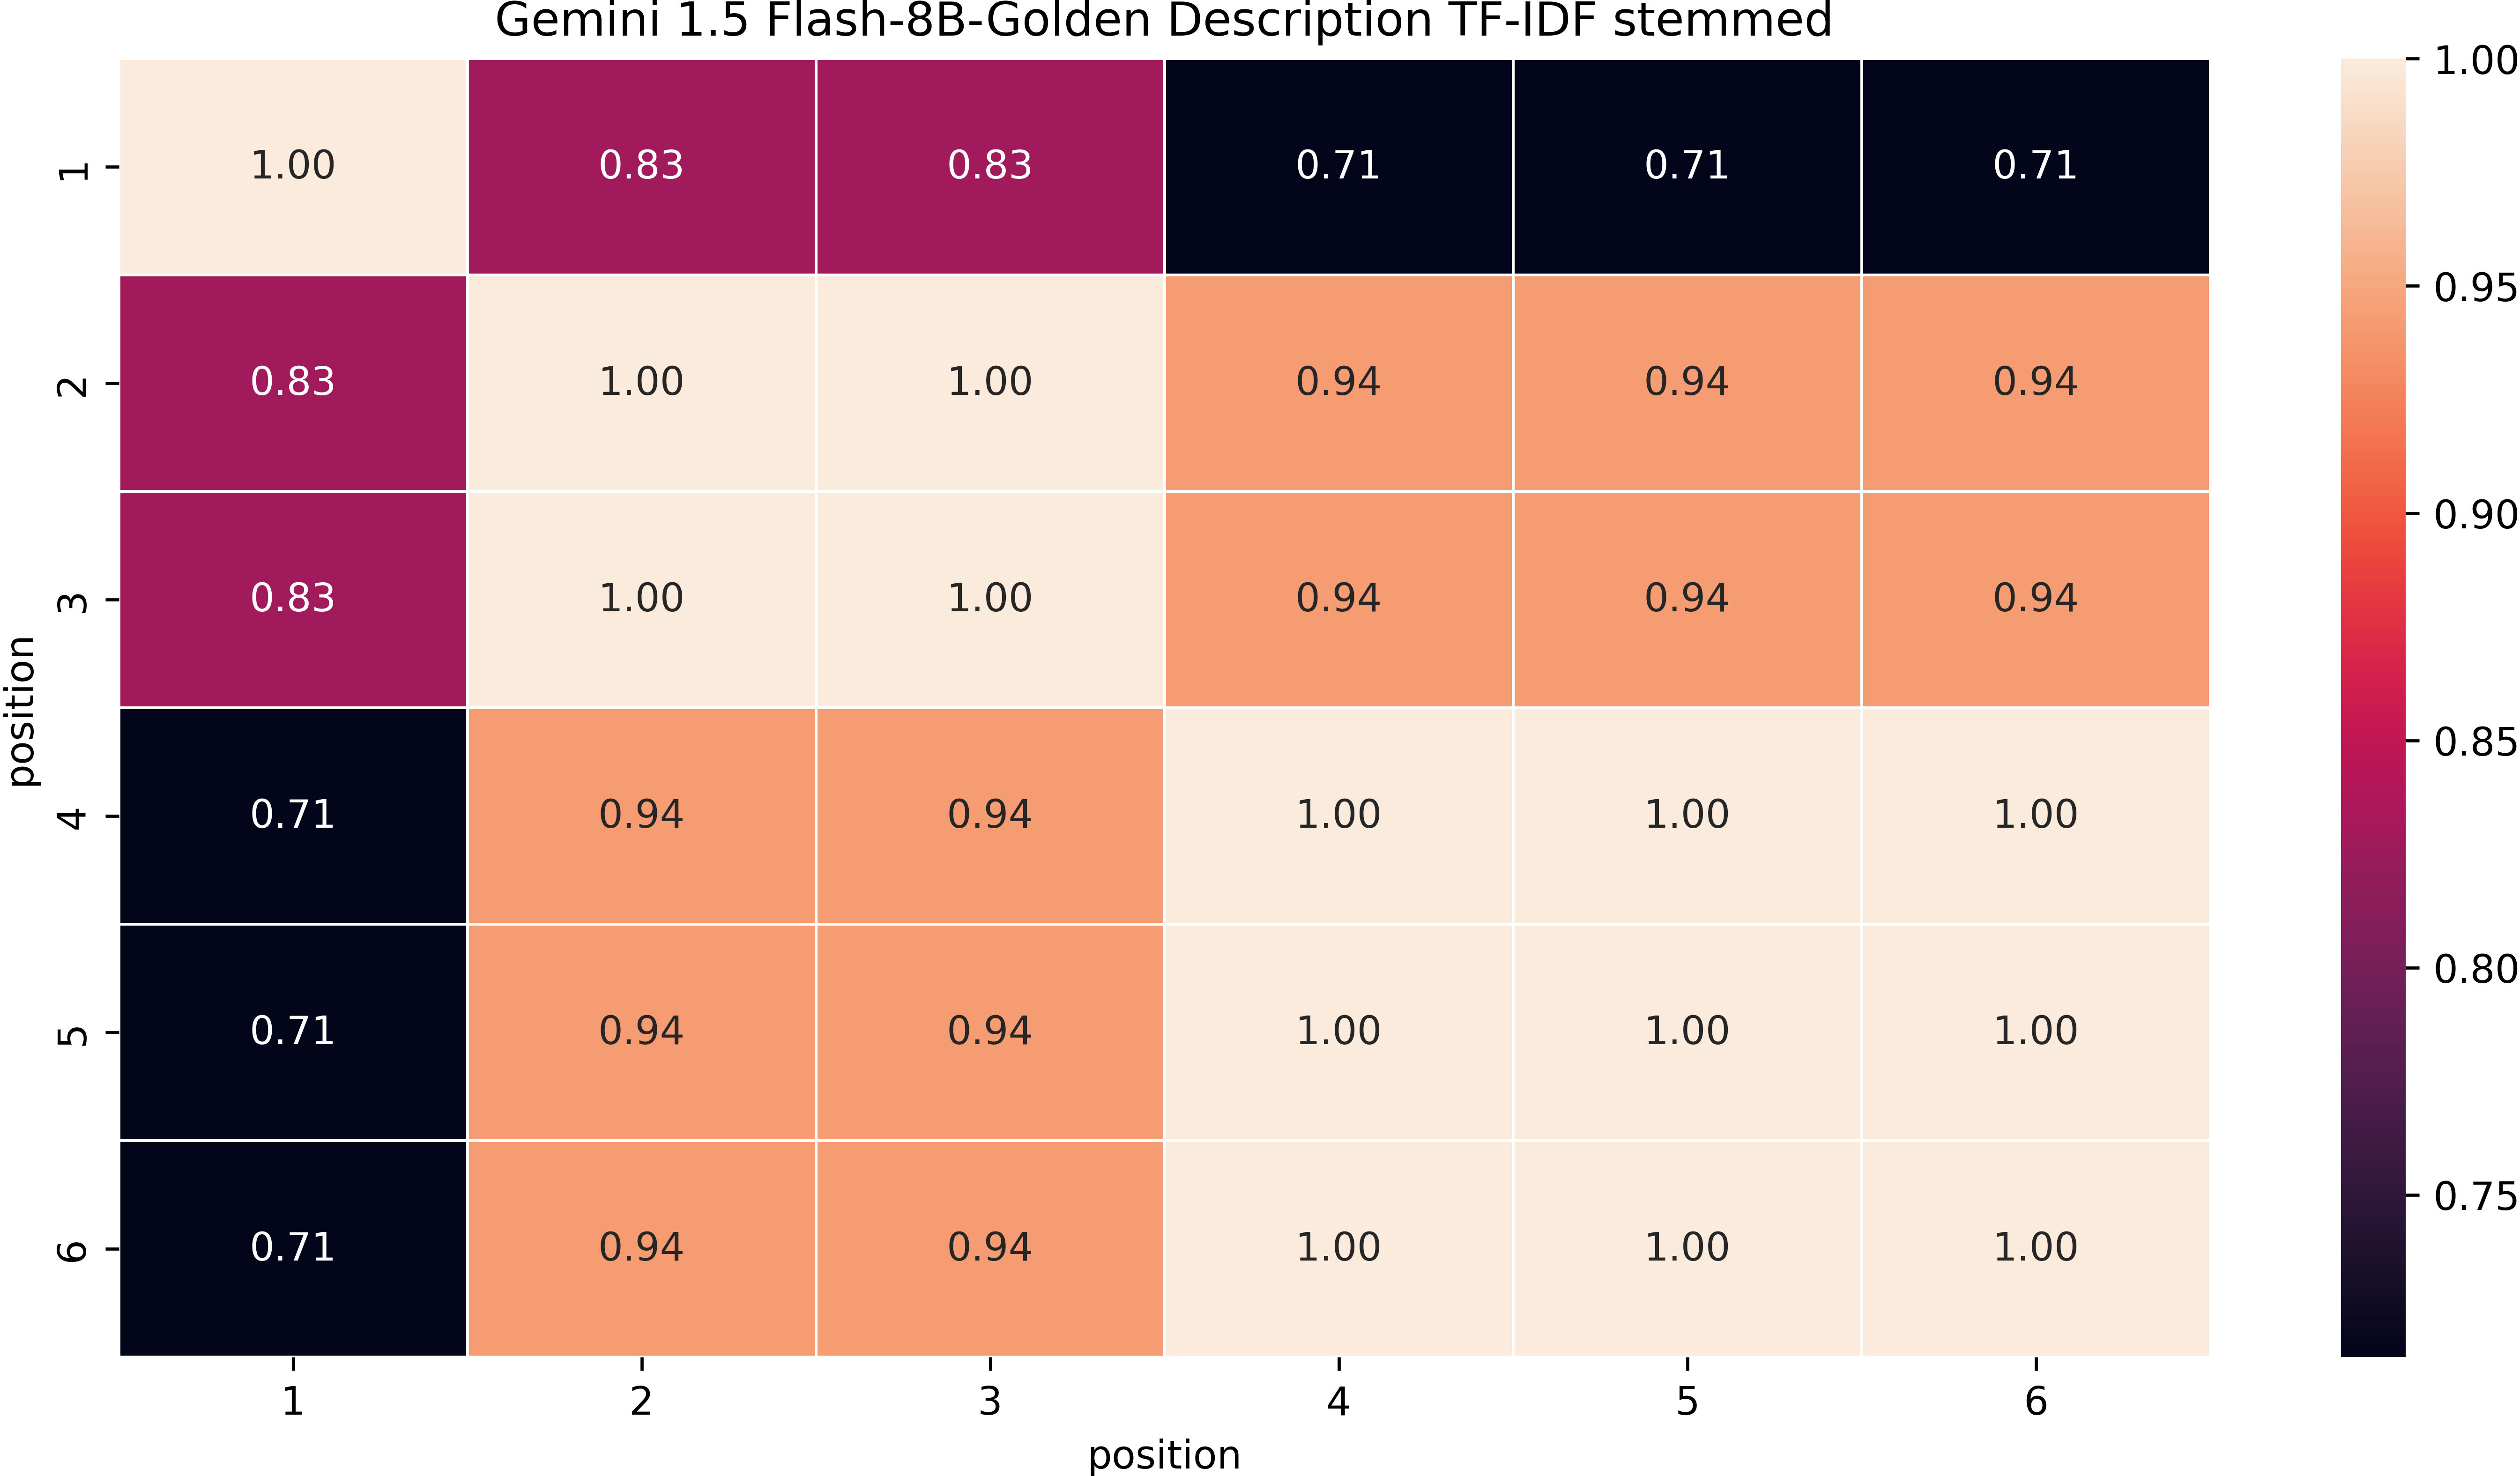 Gemini 1.5 Flash-8B-Golden Description TF-IDF stemmed
1 1.00 0.83 0.83 0.71 0.71 0.71
2 0.83 1.00 1.00 0.94 0.94 0.94
3 0.83 1.00 1.00 0.94 0.94 0.94
4 0.71 0.94 0.94 1.00 1.00 1.00
5 0.71 0.94 0.94 1.00 1.00 1.00
6 0.71 0.94 0.94 1.00 1.00 1.00
position
1 2 3 4 5 6
position
1.00
0.95
0.90
0.85
0.80
0.75